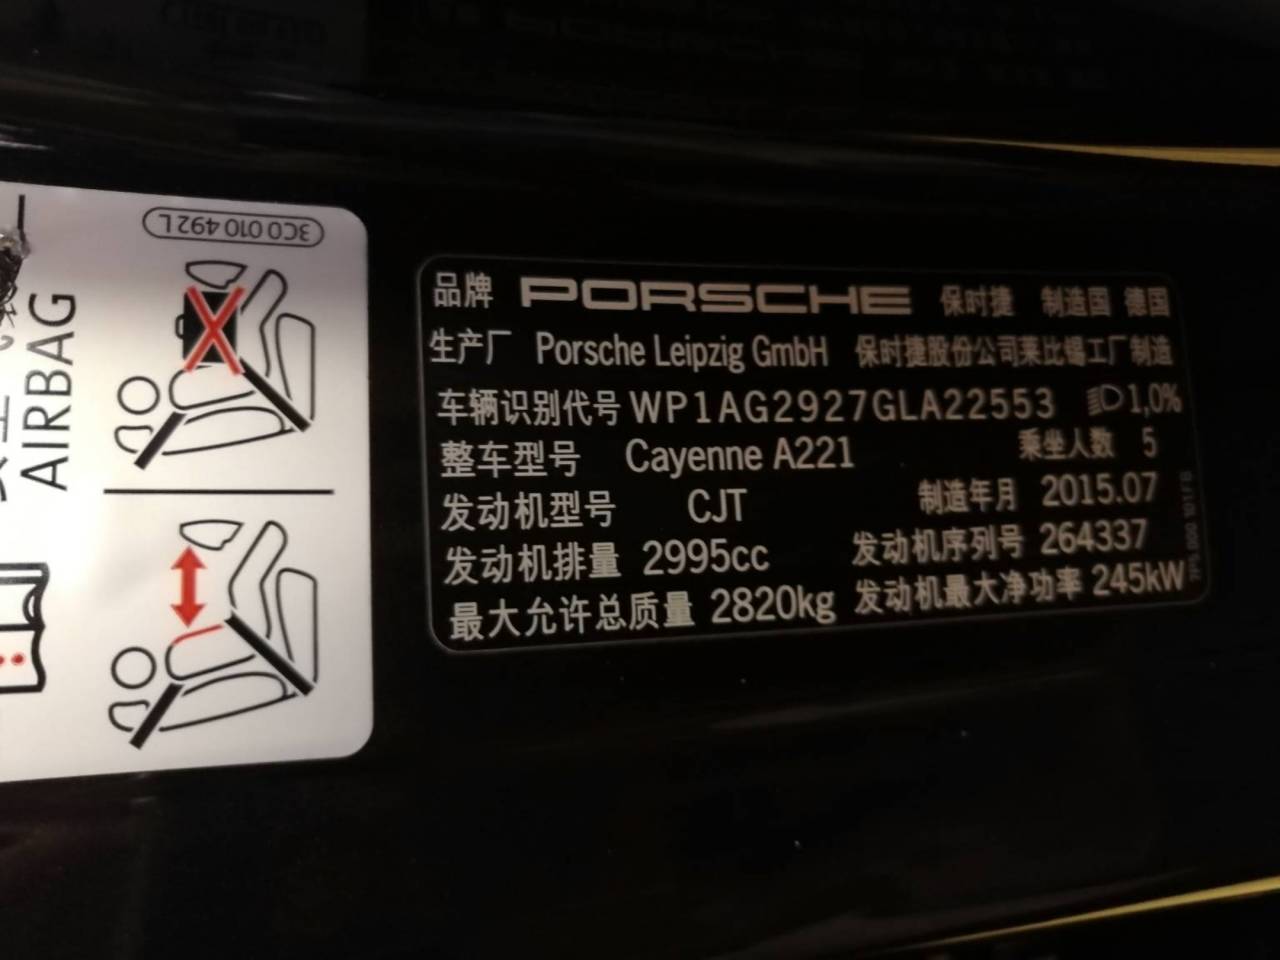 3C0 010 492 L
AIRBAG
品牌 PORSCHE 保时捷 制造国 德国
生产厂 Porsche Leipzig GmbH 保时捷股份公司莱比锡工厂制造
车辆识别代号 WP1AG2927GLA22553 1,0%
整车型号 Cayenne A221 乘坐人数 5
发动机型号 CJT 制造年月 2015.07
发动机排量 2995cc 发动机序列号 264337
最大允许总质量 2820kg 发动机最大净功率 245kW